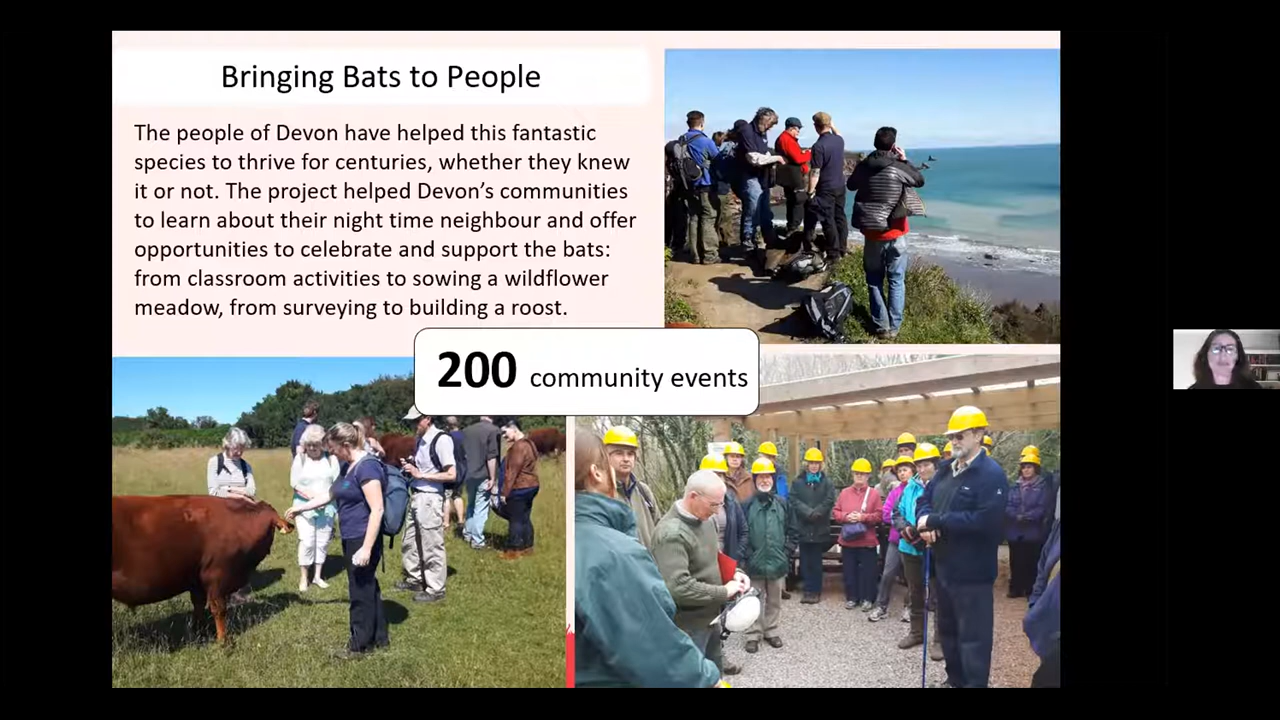 Bringing Bats to People
The people of Devon have helped this fantastic
species to thrive for centuries, whether they knew
it or not. The project helped Devon’s communities
to learn about their night time neighbour and offer
opportunities to celebrate and support the bats:
from classroom activities to sowing a wildflower
meadow, from surveying to building a roost.
200 community events